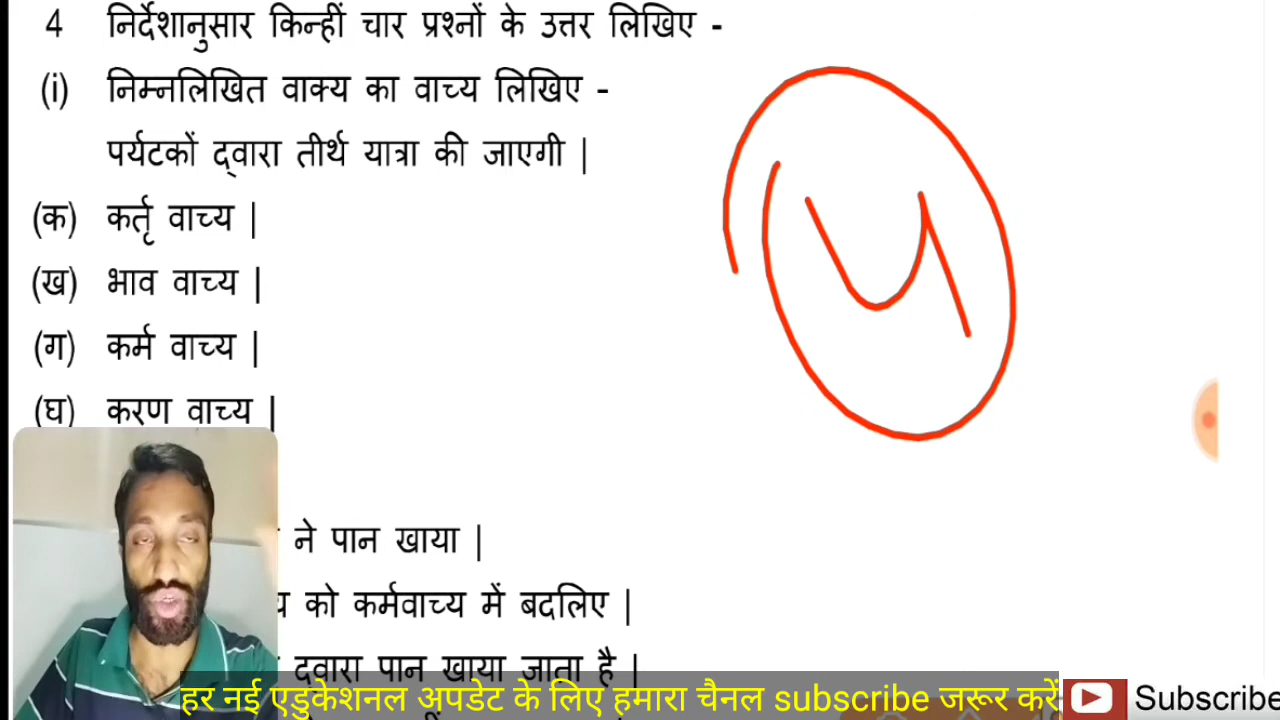 4 निर्देशानुसार किन्हीं चार प्रश्नों के उत्तर लिखिए -
(i) निम्नलिखित वाक्य का वाच्य लिखिए -
पर्यटकों द्वारा तीर्थ यात्रा की जाएगी |
(क) कर्तृ वाच्य |
(ख) भाव वाच्य |
(ग) कर्म वाच्य |
(घ) करण वाच्य |
ने पान खाया |
को कर्मवाच्य में बदलिए |
द्वारा पान खाया जाता है |
हर नई एडुकेशनल अपडेट के लिए हमारा चैनल subscribe जरूर करें
Subscribe